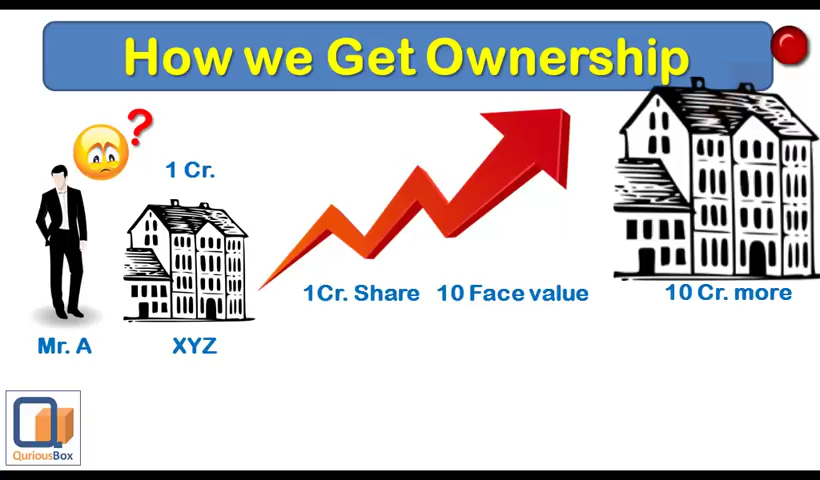 How we Get Ownership
?
1 Cr.
1Cr. Share 10 Face value
10 Cr. more
Mr. A
XYZ
QuriousBox